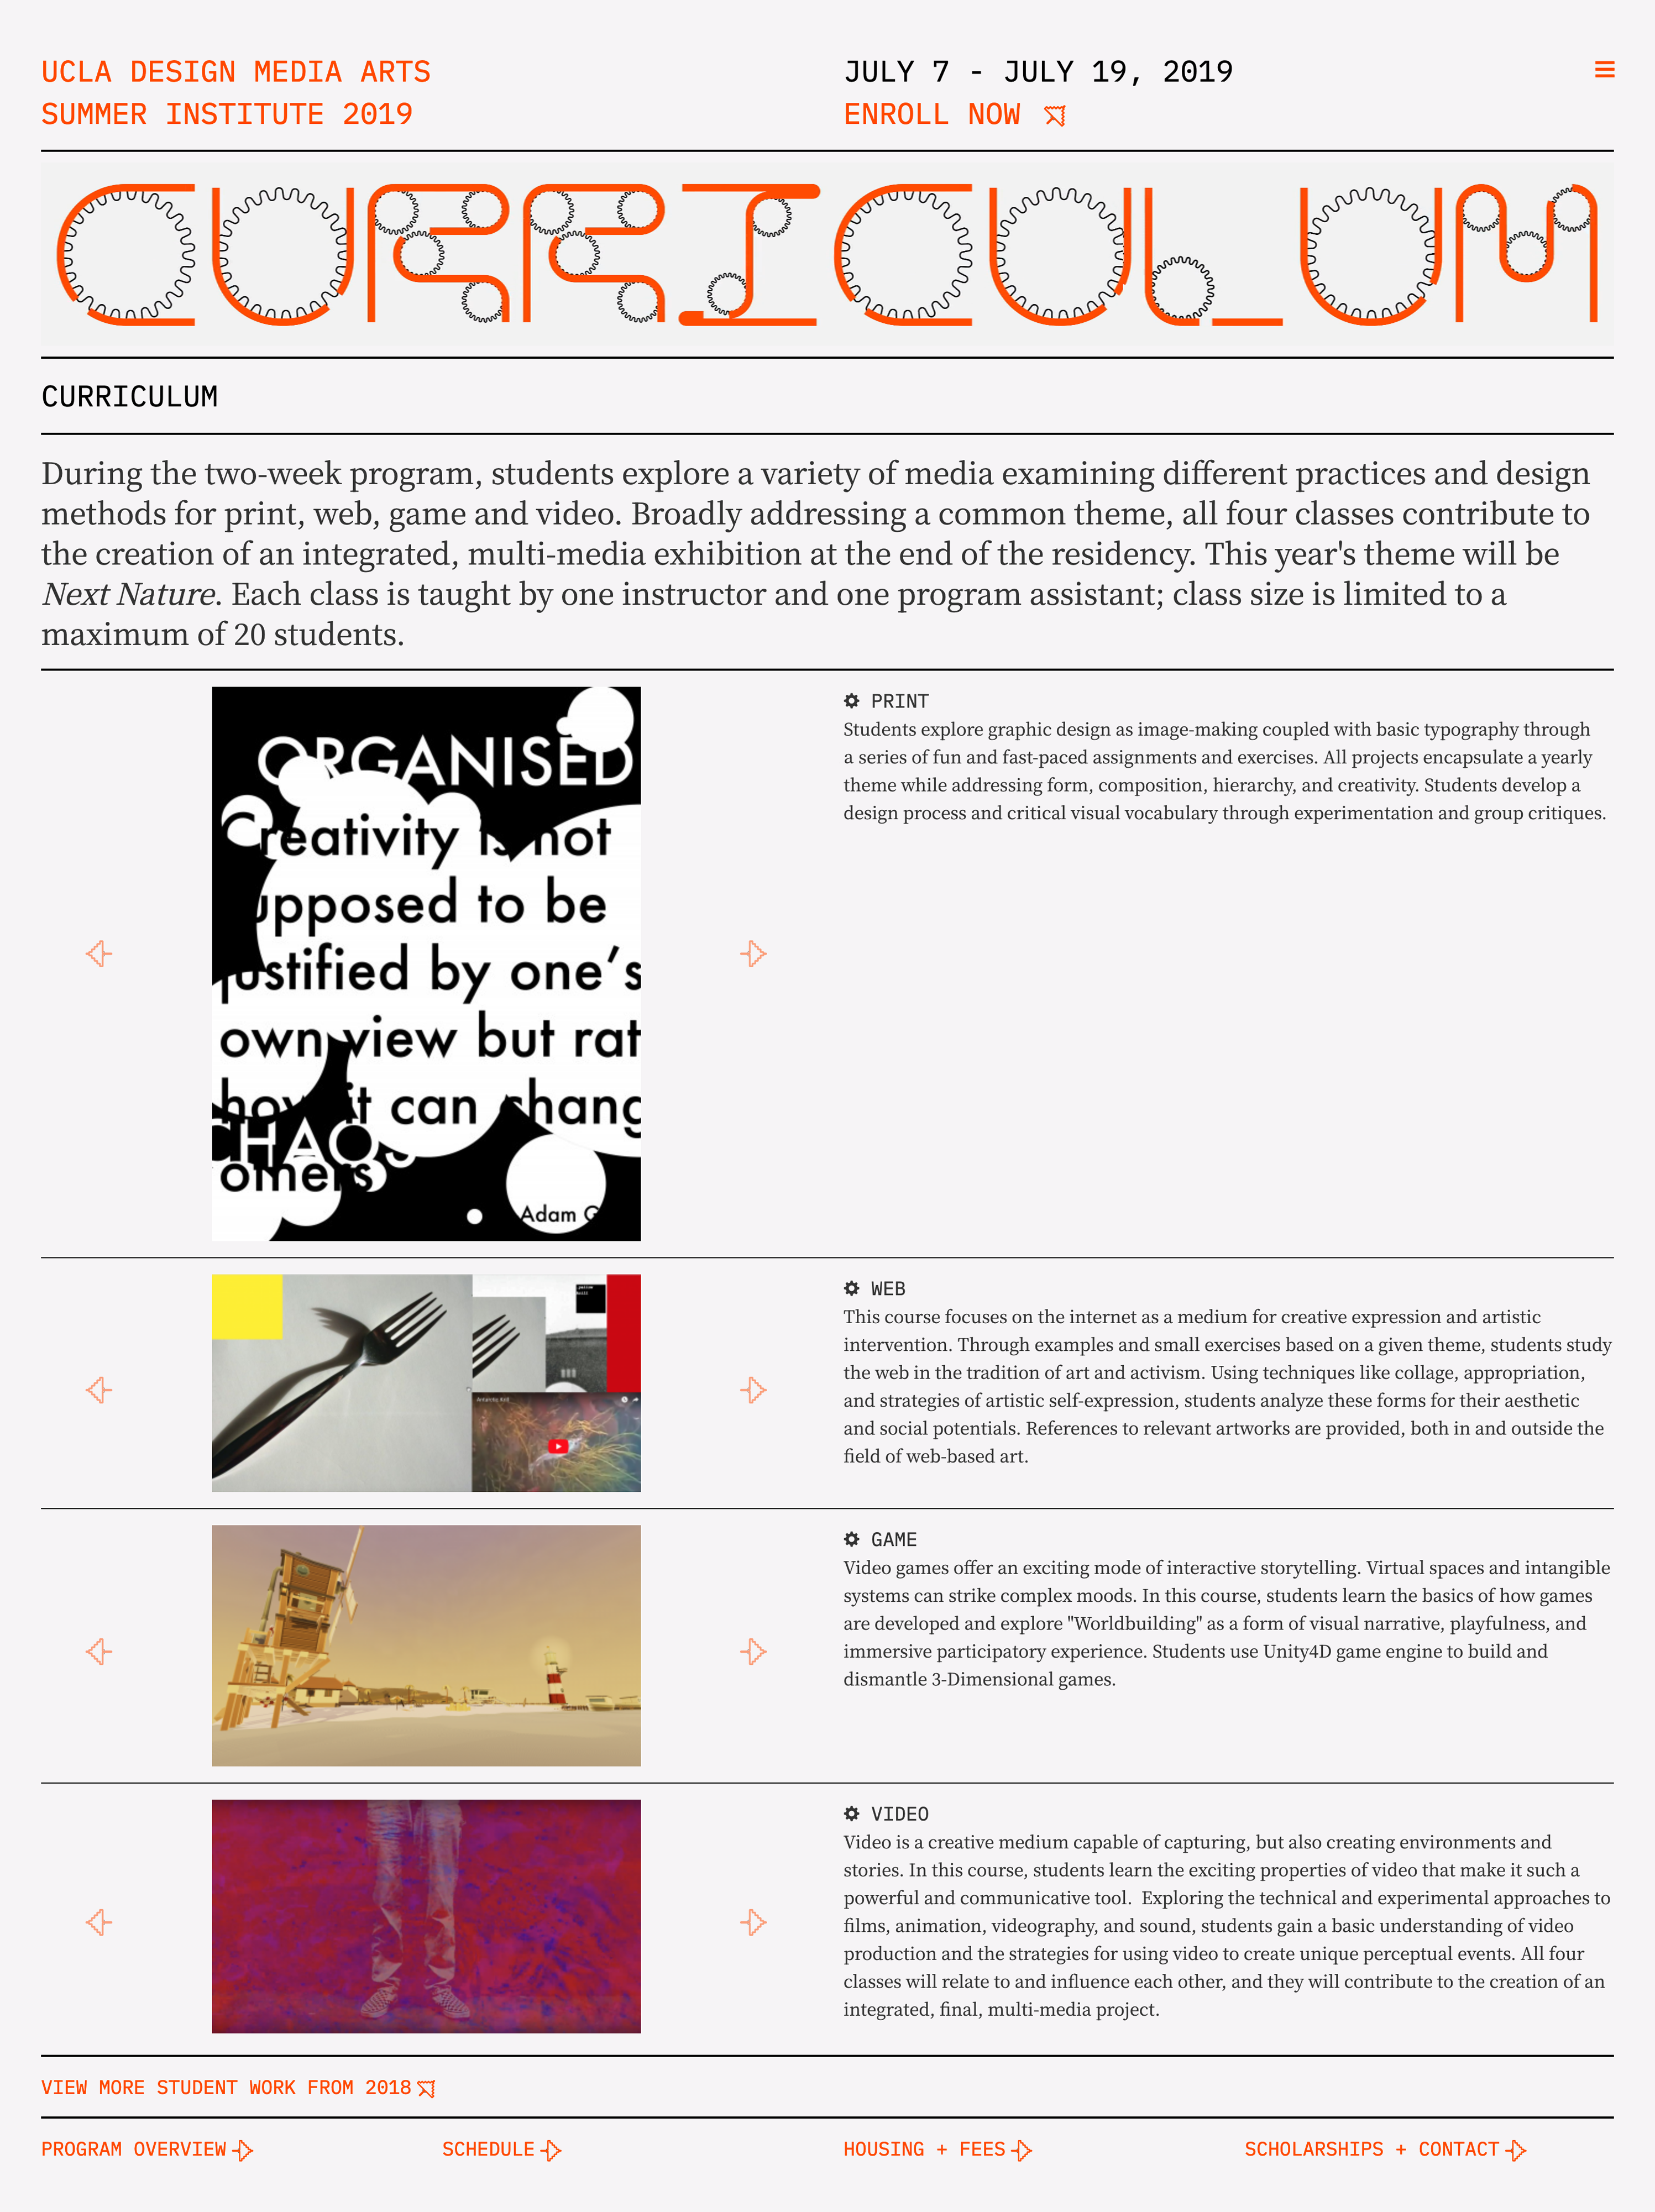 UCLA DESIGN MEDIA ARTS
SUMMER INSTITUTE 2019
JULY 7 - JULY 19, 2019
ENROLL NOW
CURRICULUM
CURRICULUM
During the two-week program, students explore a variety of media examining different practices and design
methods for print, web, game and video. Broadly addressing a common theme, all four classes contribute to
the creation of an integrated, multi-media exhibition at the end of the residency. This year's theme will be
Next Nature. Each class is taught by one instructor and one program assistant; class size is limited to a
maximum of 20 students.
ORGANISED
Creativity is not
upposed to be
justified by one's
own view but rat
how it can chang
CHAOS
others
Adam G
PRINT
Students explore graphic design as image-making coupled with basic typography through
a series of fun and fast-paced assignments and exercises. All projects encapsulate a yearly
theme while addressing form, composition, hierarchy, and creativity. Students develop a
design process and critical visual vocabulary through experimentation and group critiques.
WEB
This course focuses on the internet as a medium for creative expression and artistic
intervention. Through examples and small exercises based on a given theme, students study
the web in the tradition of art and activism. Using techniques like collage, appropriation,
and strategies of artistic self-expression, students analyze these forms for their aesthetic
and social potentials. References to relevant artworks are provided, both in and outside the
field of web-based art.
GAME
Video games offer an exciting mode of interactive storytelling. Virtual spaces and intangible
systems can strike complex moods. In this course, students learn the basics of how games
are developed and explore "Worldbuilding" as a form of visual narrative, playfulness, and
immersive participatory experience. Students use Unity4D game engine to build and
dismantle 3-Dimensional games.
VIDEO
Video is a creative medium capable of capturing, but also creating environments and
stories. In this course, students learn the exciting properties of video that make it such a
powerful and communicative tool.  Exploring the technical and experimental approaches to
films, animation, videography, and sound, students gain a basic understanding of video
production and the strategies for using video to create unique perceptual events. All four
classes will relate to and influence each other, and they will contribute to the creation of an
integrated, final, multi-media project.
VIEW MORE STUDENT WORK FROM 2018
PROGRAM OVERVIEW
SCHEDULE
HOUSING + FEES
SCHOLARSHIPS + CONTACT